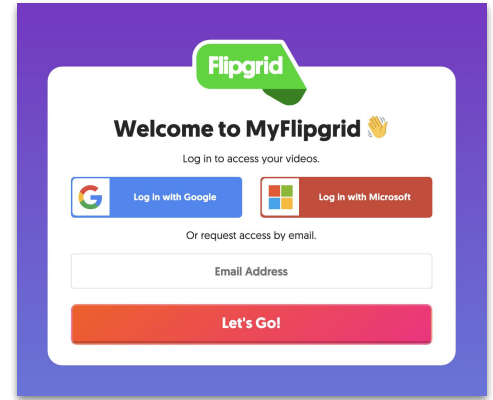 Flipgrid
Welcome to MyFlipgrid 👋
Log in to access your videos.
Log in with Google
Log in with Microsoft
Or request access by email.
Email Address
Let's Go!